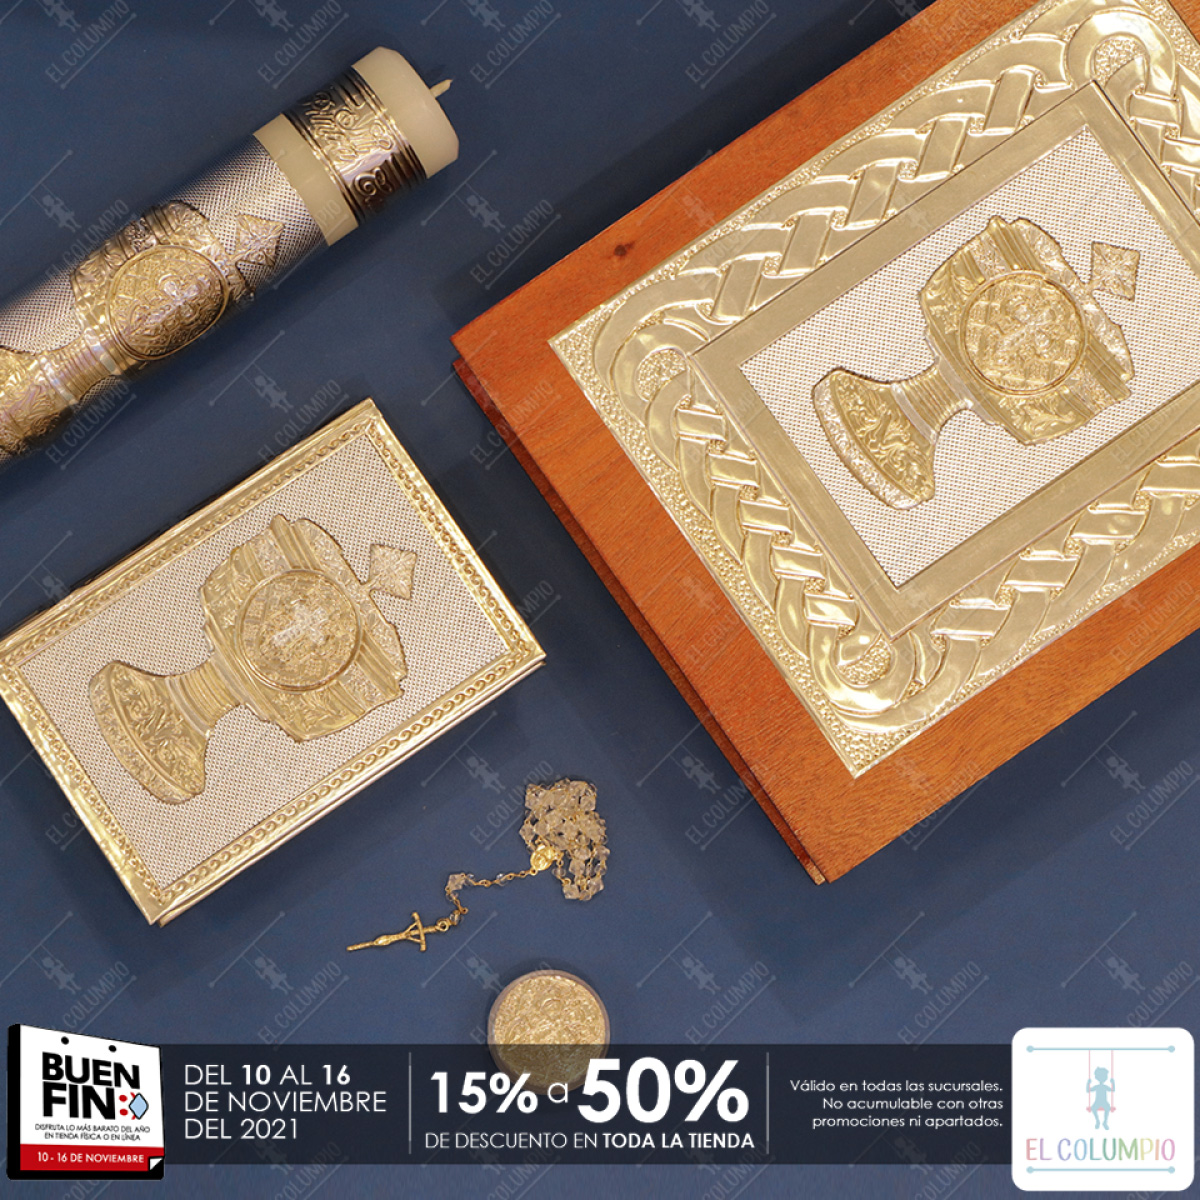 BUEN
FIN
DISFRUTA LO MÁS BARATO DEL AÑO
EN TIENDA FÍSICA O EN LÍNEA
10 - 16 DE NOVIEMBRE
DEL 10 AL 16
DE NOVIEMBRE
DEL 2021
15% a 50%
DE DESCUENTO EN TODA LA TIENDA
Válido en todas las sucursales.
No acumulable con otras
promociones ni apartados.
EL COLUMPIO